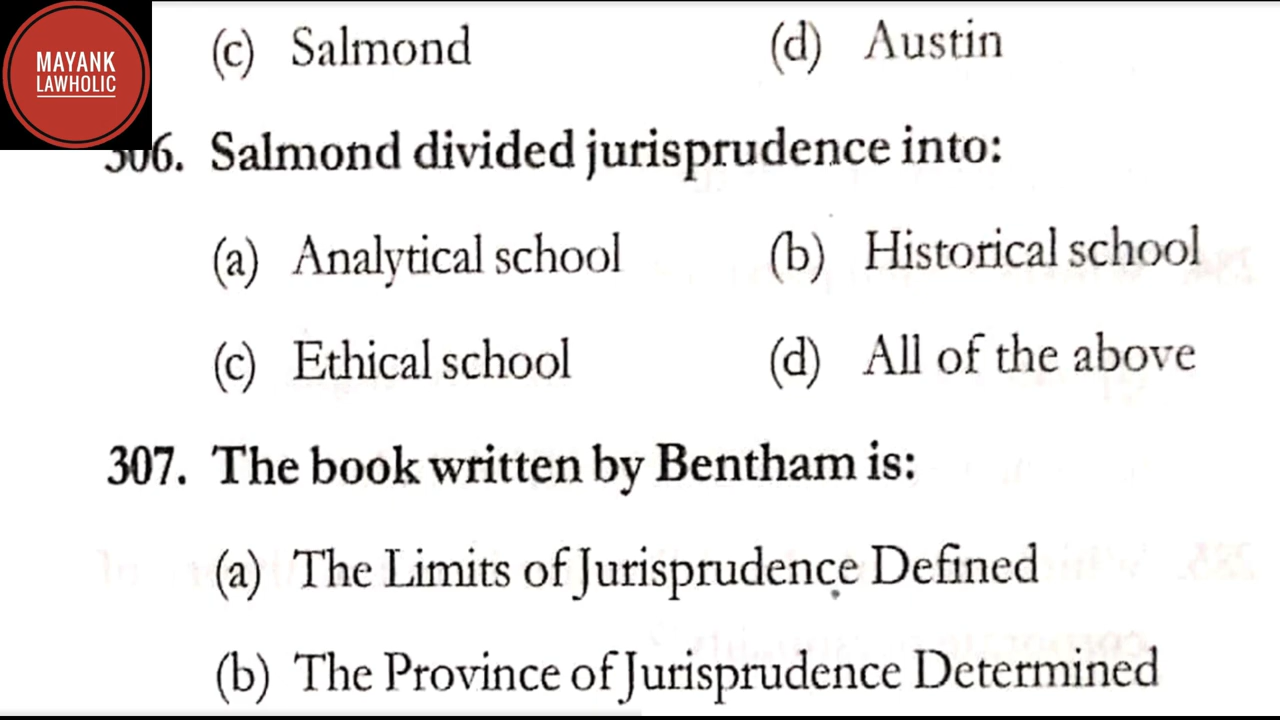 MAYANK
LAWHOLIC
(c) Salmond (d) Austin
306. Salmond divided jurisprudence into:
(a) Analytical school (b) Historical school
(c) Ethical school (d) All of the above
307. The book written by Bentham is:
(a) The Limits of Jurisprudence Defined
(b) The Province of Jurisprudence Determined